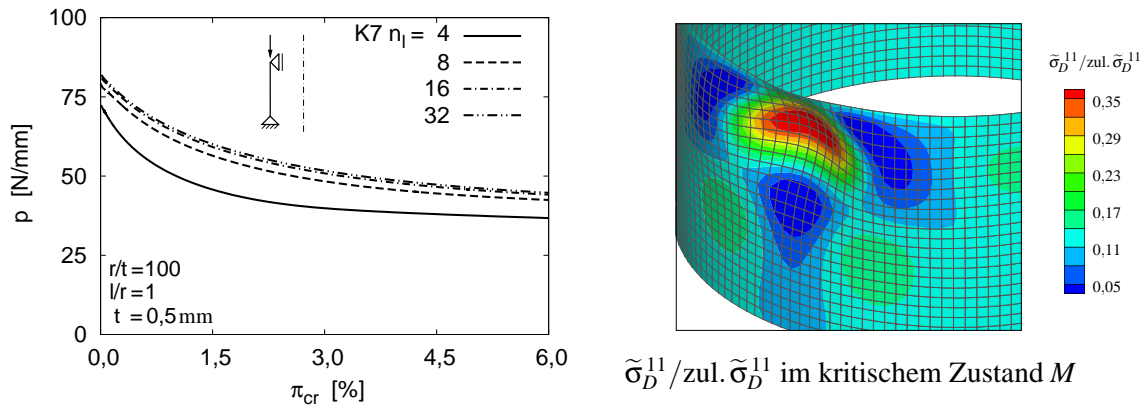 100
75
50
25
0
p [N/mm]
K7 n_l = 4
8
16
32
r/t=100
l/r=1
t = 0,5 mm
0,0 1,5 3,0 4,5 6,0
π_cr [%]
σ̃_D^11/zul. σ̃_D^11
0,35
0,29
0,23
0,17
0,11
0,05
σ̃_D^11/zul. σ̃_D^11 im kritischem Zustand M